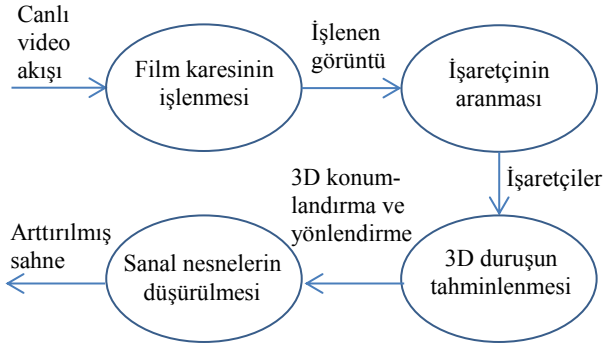 Canlı
video
akışı
Film karesinin
işlenmesi
İşlenen
görüntü
İşaretçinin
aranması
İşaretçiler
3D duruşun
tahminlenmesi
3D konum-
landırma ve
yönlendirme
Sanal nesnelerin
düşürülmesi
Arttırılmış
sahne